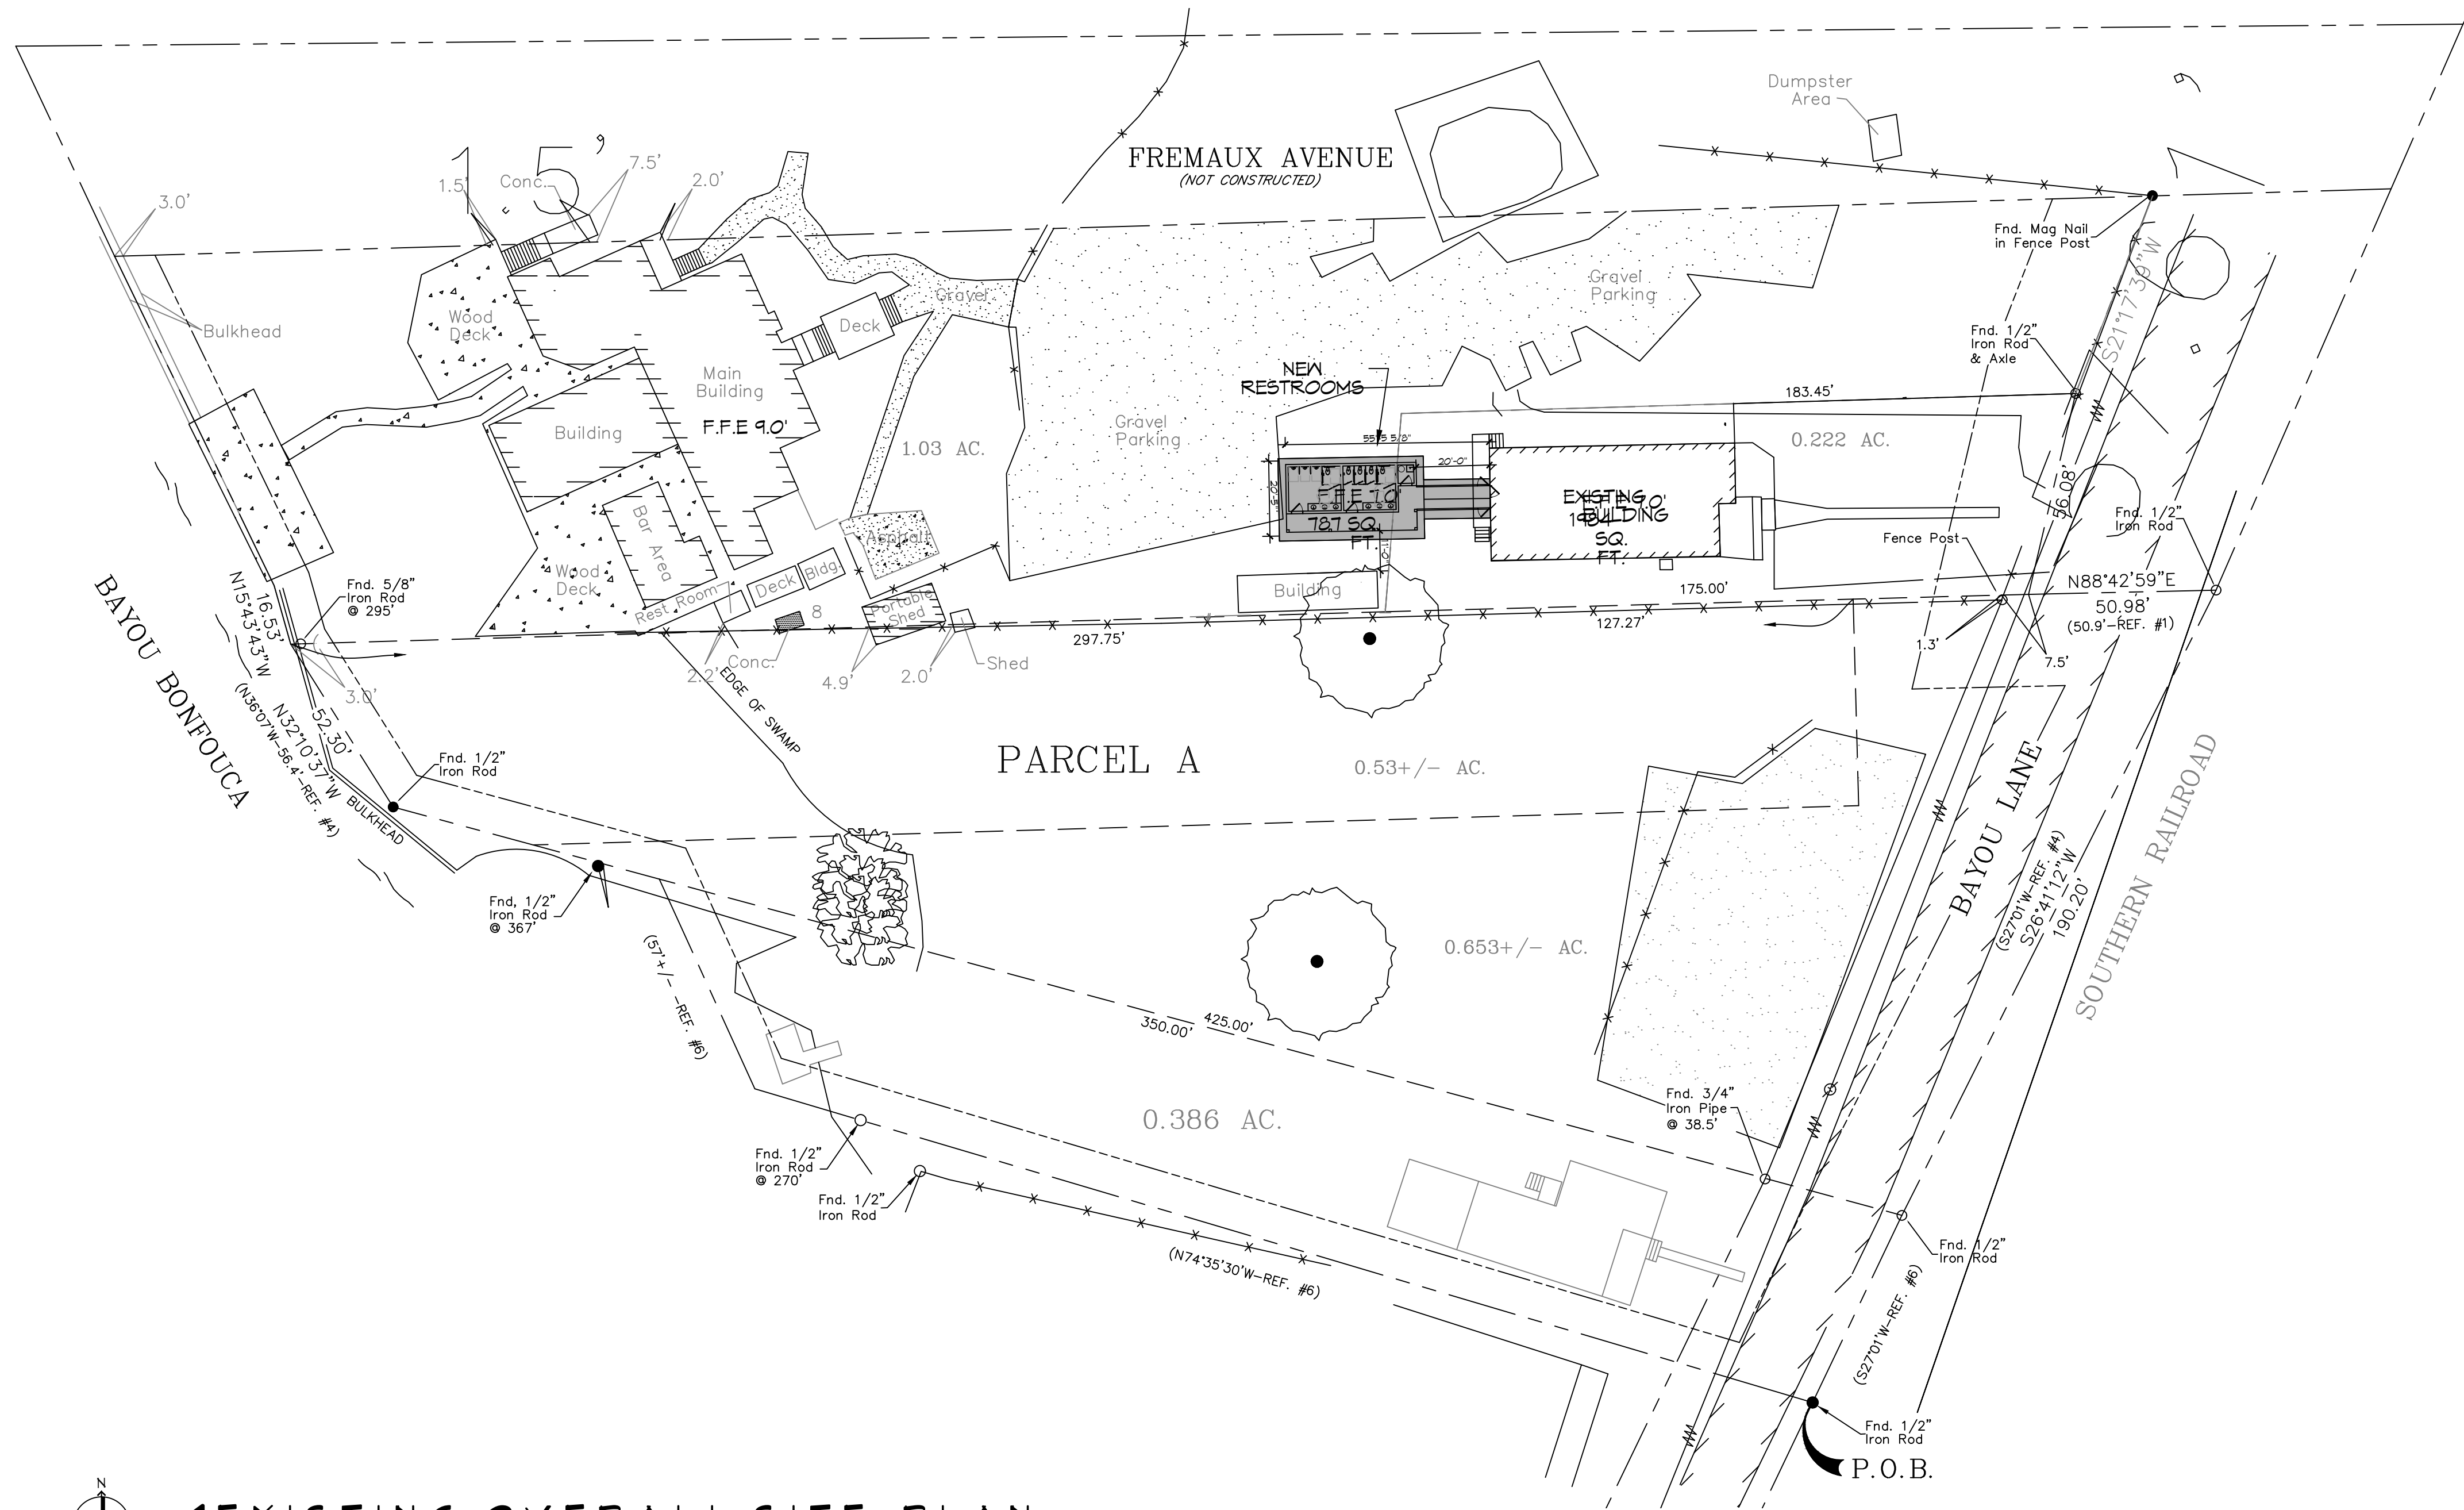 FREMAUX AVENUE
(NOT CONSTRUCTED)
Dumpster
Area
15'
1.5'
Conc.
7.5'
2.0'
3.0'
Fnd. Mag Nail
in Fence Post
S21°17'39"W
Bulkhead
Wood
Deck
Gravel
Deck
Gravel
Parking
Fnd. 1/2"
Iron Rod
& Axle
Main
Building
F.F.E 9.0'
Building
1.03 AC.
Gravel
Parking
NEW
RESTROOMS
183.45'
0.222 AC.
20'-0"
F.F.E 7.0'
787 SQ.
FT.
EXISTING
BUILDING
SQ.
FT.
56.08'
Fnd. 1/2"
Iron Rod
Fence Post
Bar Area
Asphalt
Wood
Deck
Rest Room
Deck
Bldg.
8
Portable
Shed
Building
175.00'
N88°42'59"E
50.98'
(50.9'-REF. #1)
297.75'
127.27'
1.3'
7.5'
Fnd. 5/8"
Iron Rod
@ 295'
N15°43'43"W
16.53'
3.0'
2.2'
Conc.
4.9'
2.0'
Shed
EDGE OF SWAMP
BAYOU BONFOUCA
52.30'
N32°10'37"W
(N36°07'W-56.4'-REF. #4)
BULKHEAD
Fnd. 1/2"
Iron Rod
PARCEL A
0.53+/- AC.
BAYOU LANE
SOUTHERN RAILROAD
(S27°01'W-REF. #4)
S26°41'12"W
190.20'
Fnd, 1/2"
Iron Rod
@ 367'
(57'+/- -REF. #6)
0.653+/- AC.
350.00'
425.00'
0.386 AC.
Fnd. 3/4"
Iron Pipe
@ 38.5'
Fnd. 1/2"
Iron Rod
@ 270'
Fnd. 1/2"
Iron Rod
(N74°35'30'W-REF. #6)
Fnd. 1/2"
Iron Rod
(S27°01'W-REF. #6)
Fnd. 1/2"
Iron Rod
P.O.B.
N
EXISTING OVERALL SITE PLAN